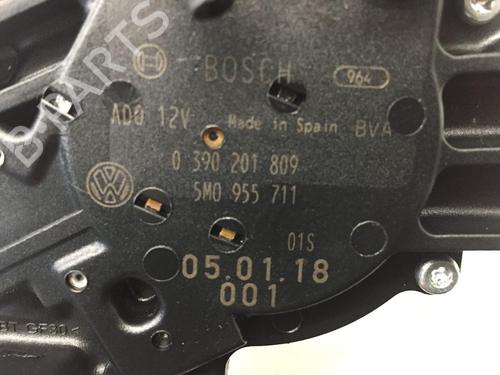 BOSCH 964
AD0 12V Made in Spain BVA
0 390 201 809
5M0 955 711
01S
05.01.18
001
B-PARTS